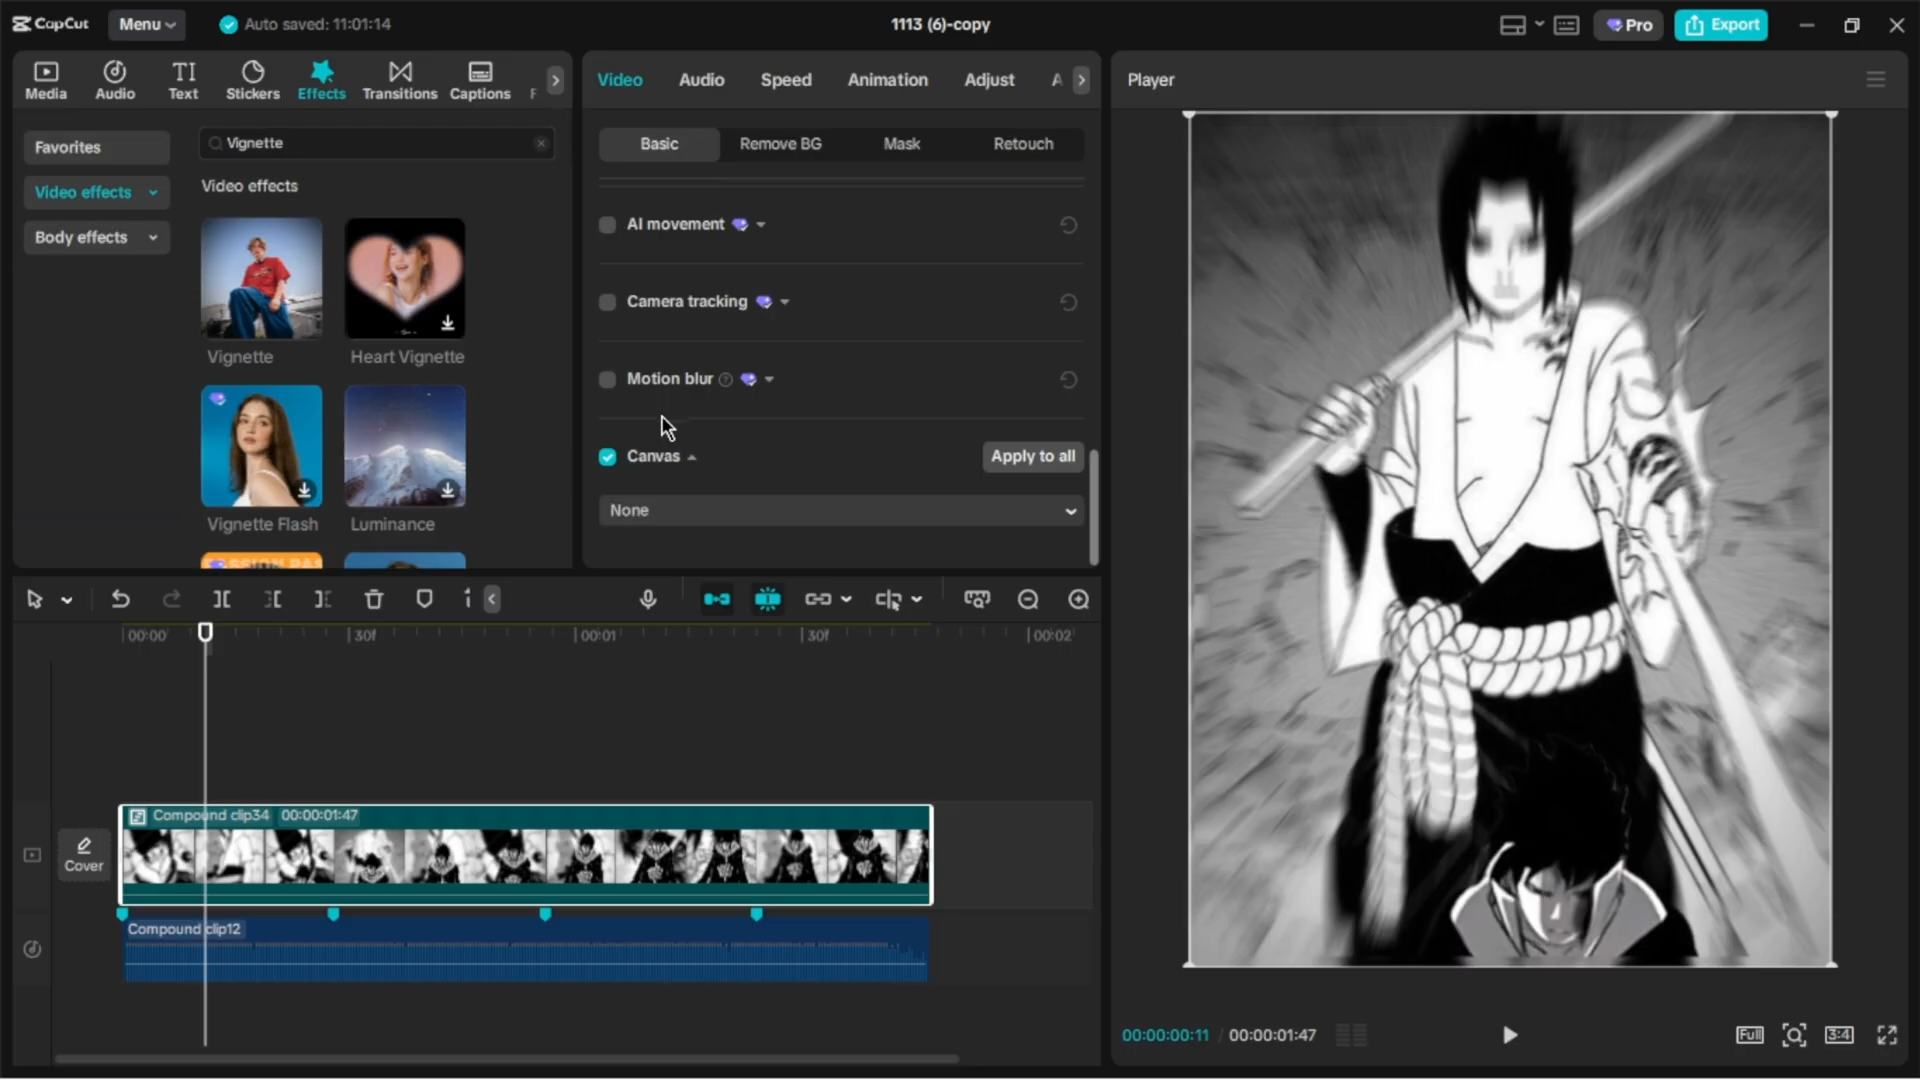 CapCut
Menu
Auto saved: 11:01:14
1113 (6)-copy
Pro
Export
Media
Audio
TI
Text
Stickers
Effects
Transitions
Captions
F
Favorites
Video effects
Body effects
Vignette
Video effects
Vignette
Heart Vignette
Vignette Flash
Luminance
Video
Audio
Speed
Animation
Adjust
A
Basic
Remove BG
Mask
Retouch
AI movement
Camera tracking
Motion blur
Canvas
Apply to all
None
Player
00:00
30f
00:01
30f
00:02
Cover
Compound clip34 00:00:01:47
Compound clip12
00:00:00:11 / 00:00:01:47
Full
3:4